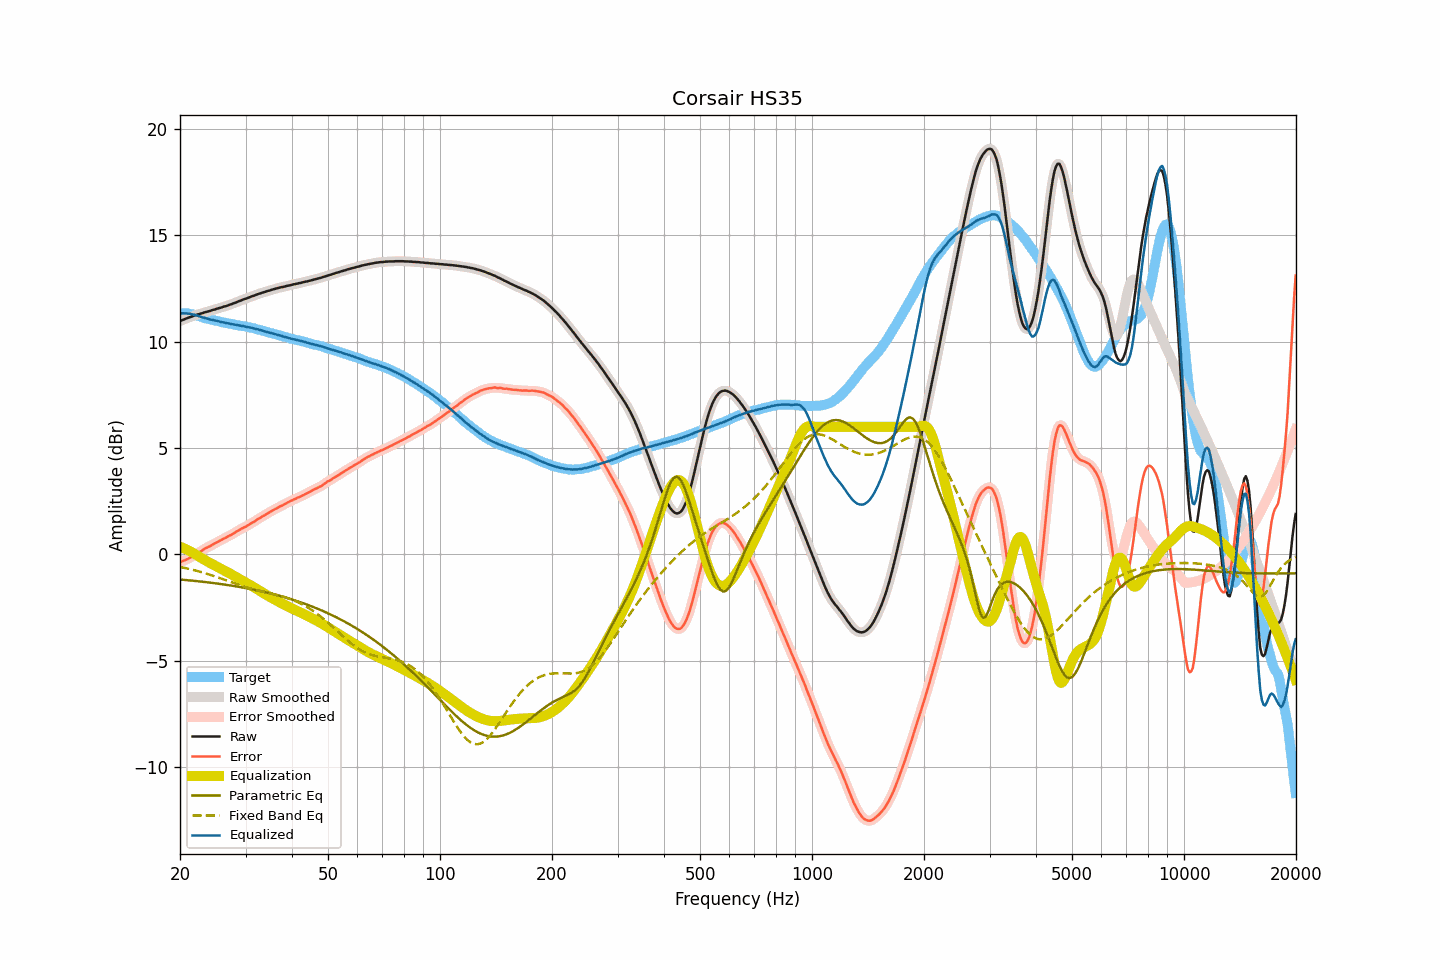 Corsair HS35
Amplitude (dBr)
20
15
10
5
0
−5
−10
Target
Raw Smoothed
Error Smoothed
Raw
Error
Equalization
Parametric Eq
Fixed Band Eq
Equalized
20 50 100 200 500 1000 2000 5000 10000 20000
Frequency (Hz)